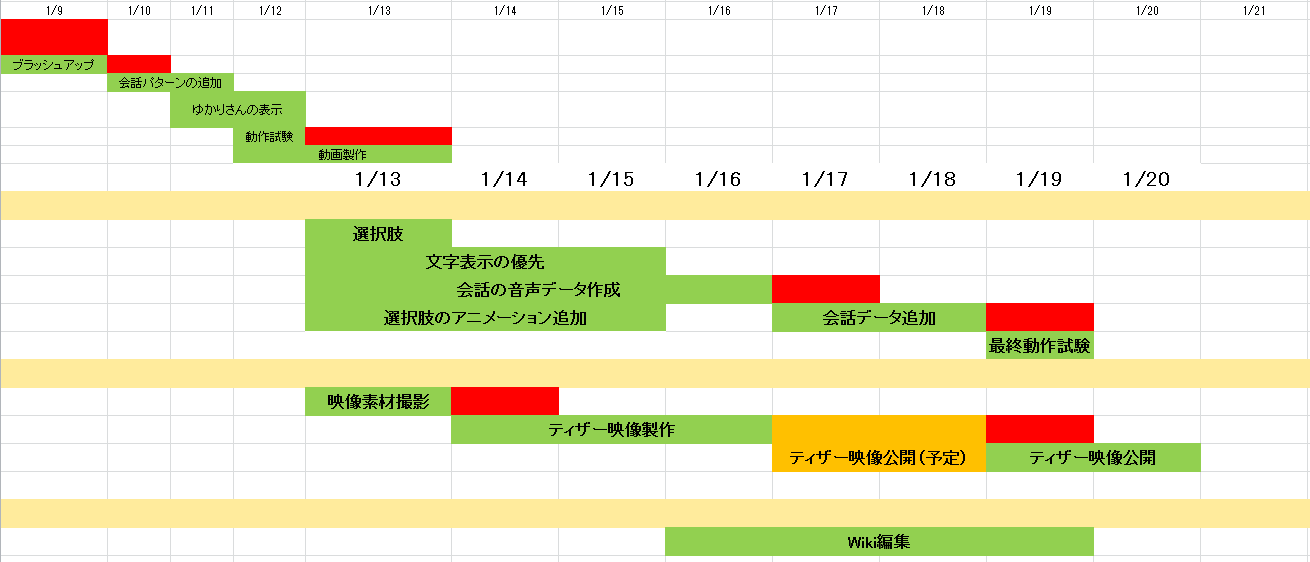 1/9 1/10 1/11 1/12 1/13 1/14 1/15 1/16 1/17 1/18 1/19 1/20 1/21
ブラッシュアップ
会話パターンの追加
ゆかりさんの表示
動作試験
動画製作
1/13 1/14 1/15 1/16 1/17 1/18 1/19 1/20
選択肢
文字表示の優先
会話の音声データ作成
選択肢のアニメーション追加 会話データ追加
最終動作試験
映像素材撮影
ティザー映像製作
ティザー映像公開(予定) ティザー映像公開
Wiki編集